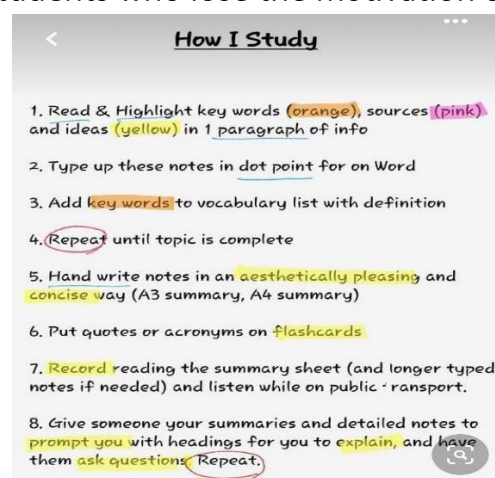 How I Study
1. Read & Highlight key words (orange), sources (pink)
and ideas (yellow) in 1 paragraph of info
2. Type up these notes in dot point for on Word
3. Add key words to vocabulary list with definition
4. Repeat until topic is complete
5. Hand write notes in an aesthetically pleasing and
concise way (A3 summary, A4 summary)
6. Put quotes or acronyms on flashcards
7. Record reading the summary sheet (and longer typed
notes if needed) and listen while on public ransport.
8. Give someone your summaries and detailed notes to
prompt you with headings for you to explain, and have
them ask questions. Repeat.